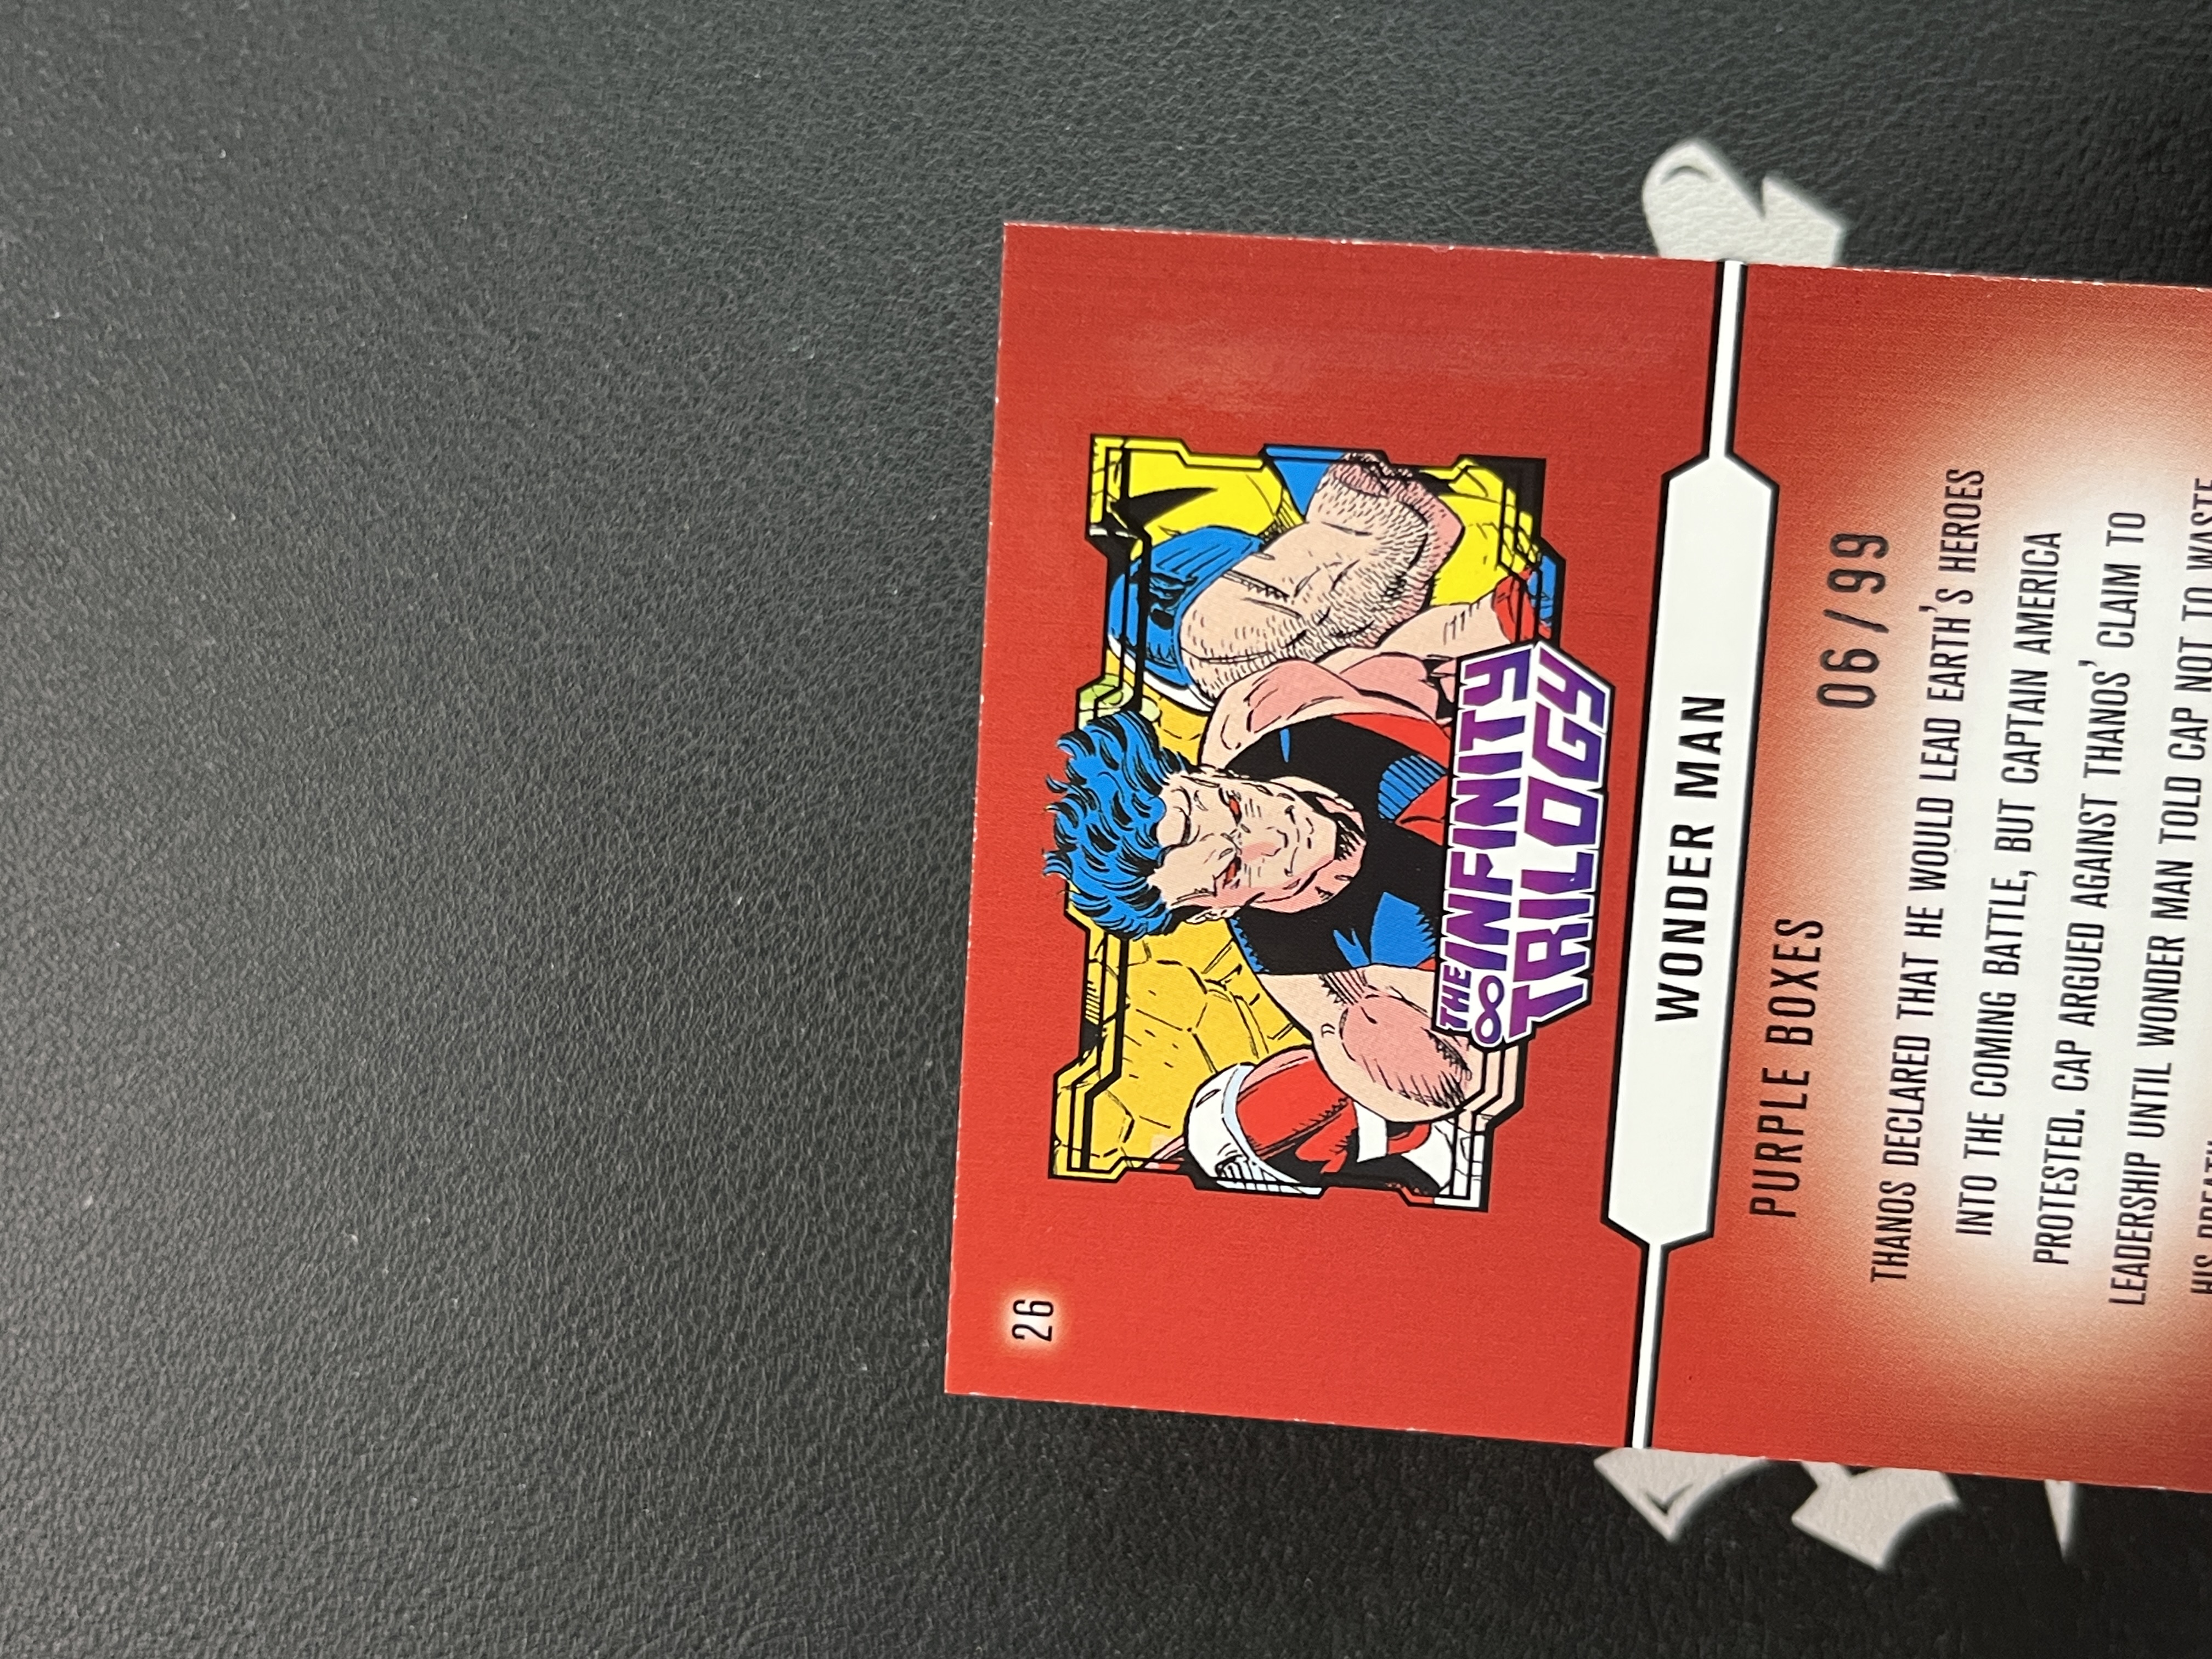 26
THE INFINITY
TRILOGY
WONDER MAN
PURPLE BOXES
06/99
THANOS DECLARED THAT HE WOULD LEAD EARTH'S HEROES
INTO THE COMING BATTLE, BUT CAPTAIN AMERICA
PROTESTED. CAP ARGUED AGAINST THANOS' CLAIM TO
LEADERSHIP UNTIL WONDER MAN TOLD CAP NOT TO WASTE